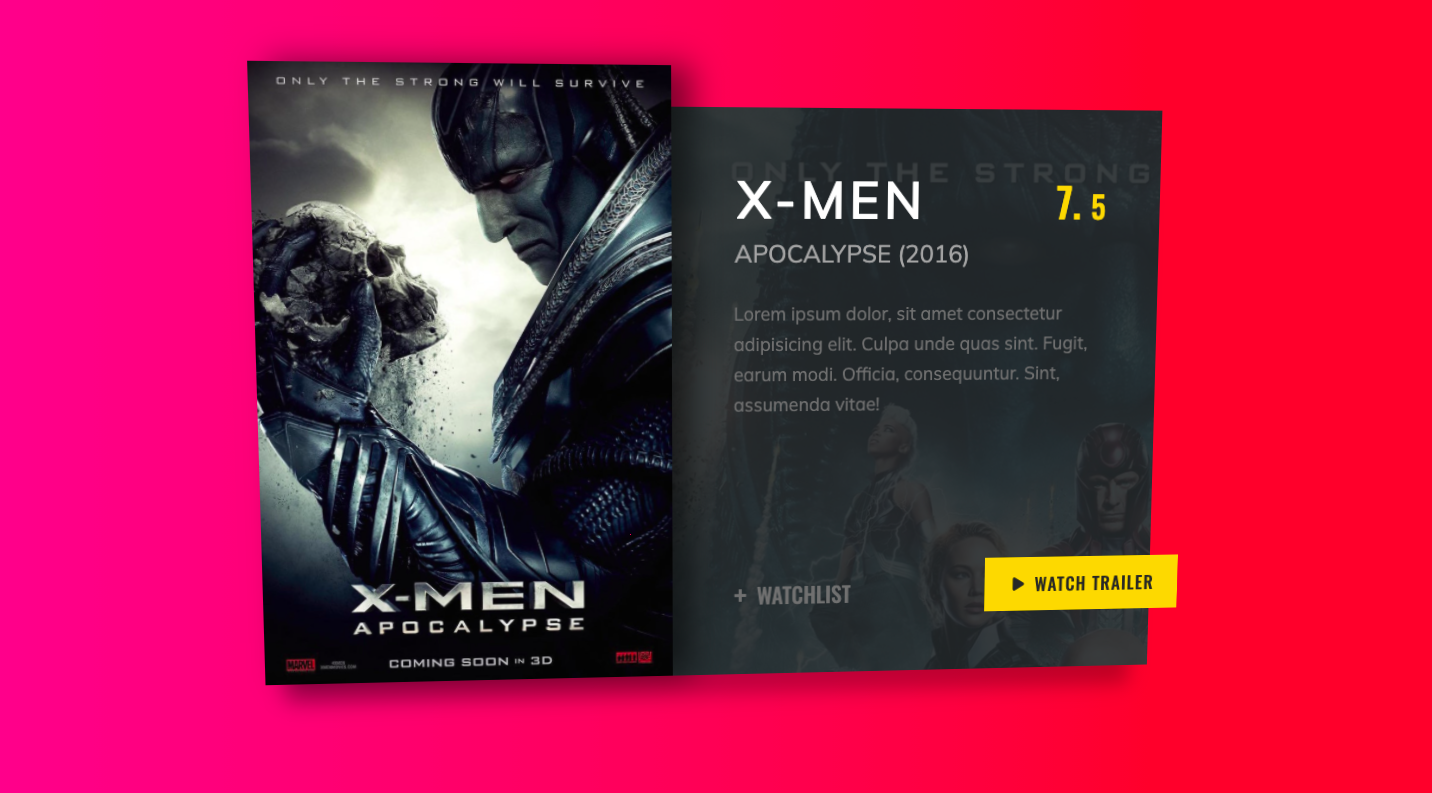 ONLY THE STRONG WILL SURVIVE
X-MEN
APOCALYPSE
MARVEL
COMING SOON IN 3D
ONLY THE STRONG
X-MEN
7. 5
APOCALYPSE (2016)
Lorem ipsum dolor, sit amet consectetur
adipisicing elit. Culpa unde quas sint. Fugit,
earum modi. Officia, consequuntur. Sint,
assumenda vitae!
+ WATCHLIST
WATCH TRAILER